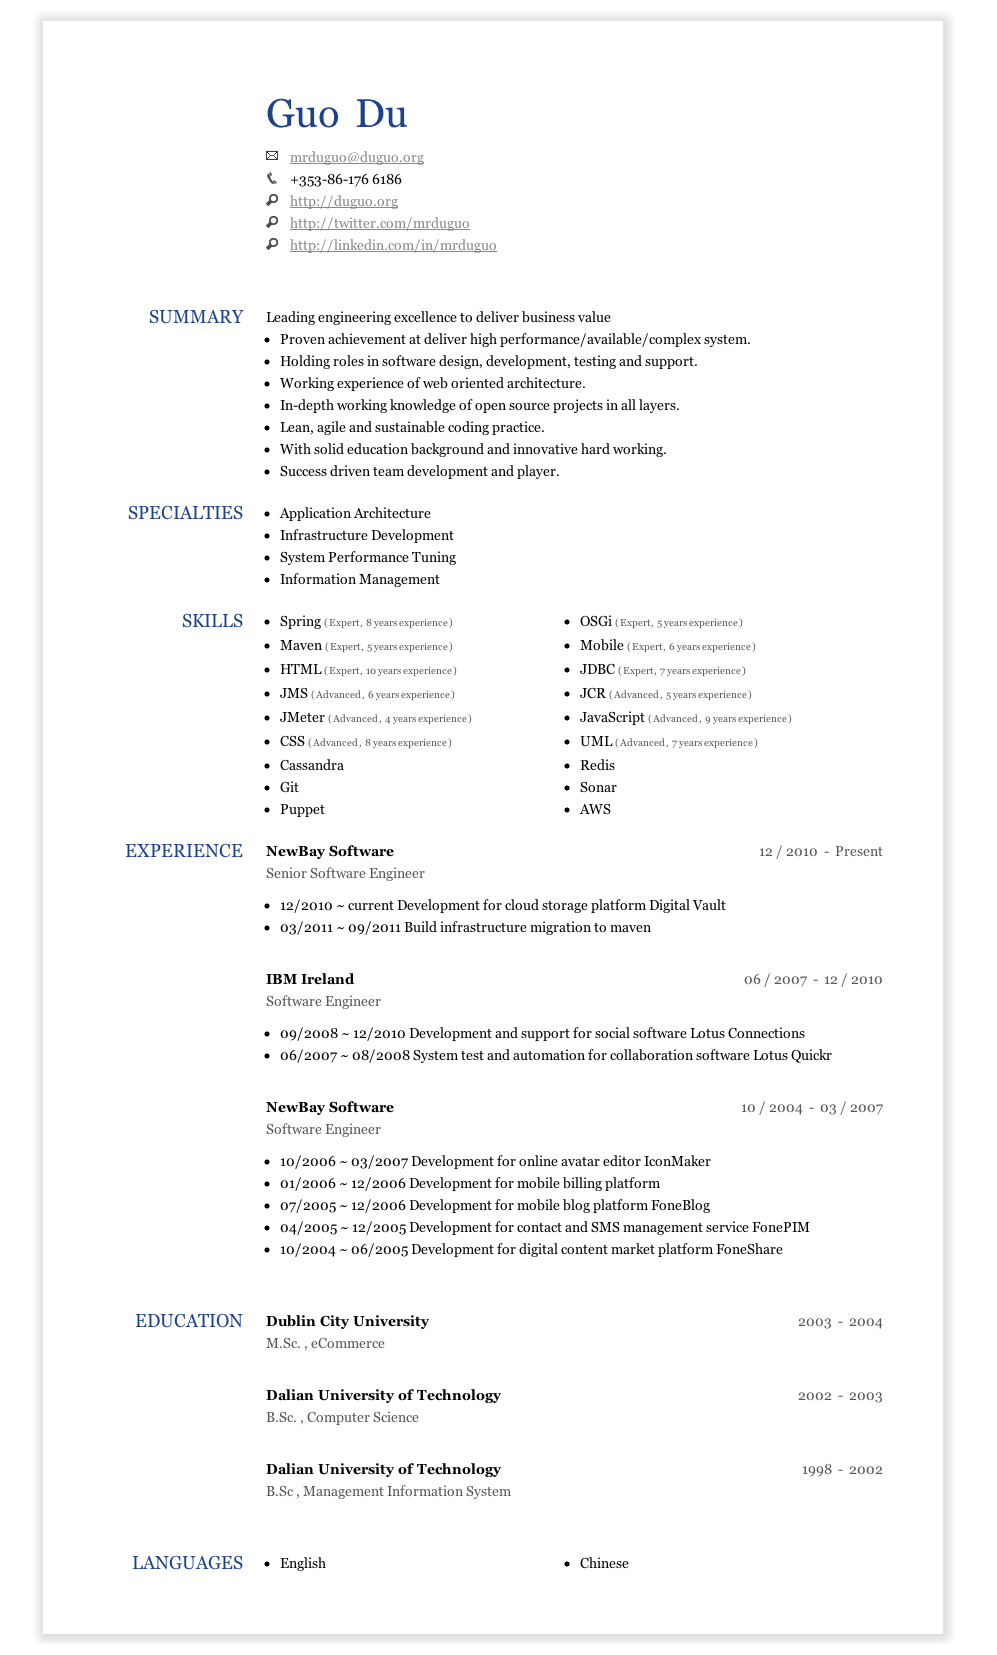 Guo Du
mrduguo@duguo.org
+353-86-176 6186
http://duguo.org
http://twitter.com/mrduguo
http://linkedin.com/in/mrduguo
SUMMARY
Leading engineering excellence to deliver business value
• Proven achievement at deliver high performance/available/complex system.
• Holding roles in software design, development, testing and support.
• Working experience of web oriented architecture.
• In-depth working knowledge of open source projects in all layers.
• Lean, agile and sustainable coding practice.
• With solid education background and innovative hard working.
• Success driven team development and player.
SPECIALTIES
• Application Architecture
• Infrastructure Development
• System Performance Tuning
• Information Management
SKILLS
• Spring (Expert, 8 years experience) • OSGi (Expert, 5 years experience)
• Maven (Expert, 5 years experience) • Mobile (Expert, 6 years experience)
• HTML (Expert, 10 years experience) • JDBC (Expert, 7 years experience)
• JMS (Advanced, 6 years experience) • JCR (Advanced, 5 years experience)
• JMeter (Advanced, 4 years experience) • JavaScript (Advanced, 9 years experience)
• CSS (Advanced, 8 years experience) • UML (Advanced, 7 years experience)
• Cassandra • Redis
• Git • Sonar
• Puppet • AWS
EXPERIENCE
NewBay Software 12 / 2010 - Present
Senior Software Engineer
• 12/2010 ~ current Development for cloud storage platform Digital Vault
• 03/2011 ~ 09/2011 Build infrastructure migration to maven
IBM Ireland 06 / 2007 - 12 / 2010
Software Engineer
• 09/2008 ~ 12/2010 Development and support for social software Lotus Connections
• 06/2007 ~ 08/2008 System test and automation for collaboration software Lotus Quickr
NewBay Software 10 / 2004 - 03 / 2007
Software Engineer
• 10/2006 ~ 03/2007 Development for online avatar editor IconMaker
• 01/2006 ~ 12/2006 Development for mobile billing platform
• 07/2005 ~ 12/2006 Development for mobile blog platform FoneBlog
• 04/2005 ~ 12/2005 Development for contact and SMS management service FonePIM
• 10/2004 ~ 06/2005 Development for digital content market platform FoneShare
EDUCATION
Dublin City University 2003 - 2004
M.Sc. , eCommerce
Dalian University of Technology 2002 - 2003
B.Sc. , Computer Science
Dalian University of Technology 1998 - 2002
B.Sc , Management Information System
LANGUAGES
• English • Chinese